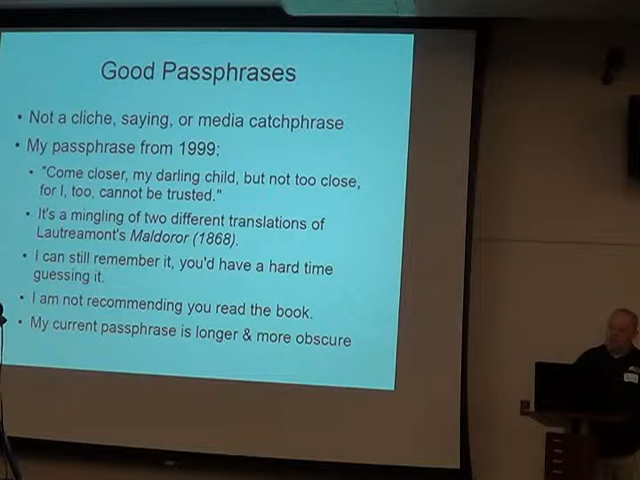 Good Passphrases
• Not a cliche, saying, or media catchphrase
• My passphrase from 1999:
• "Come closer, my darling child, but not too close,
for I, too, cannot be trusted."
• It's a mingling of two different translations of
Lautreamont's Maldoror (1868).
• I can still remember it, you'd have a hard time
guessing it.
• I am not recommending you read the book.
• My current passphrase is longer & more obscure